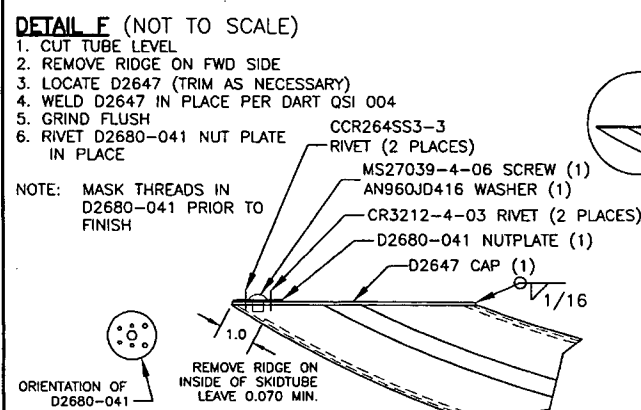 DETAIL F (NOT TO SCALE)
1. CUT TUBE LEVEL
2. REMOVE RIDGE ON FWD SIDE
3. LOCATE D2647 (TRIM AS NECESSARY)
4. WELD D2647 IN PLACE PER DART QSI 004
5. GRIND FLUSH
6. RIVET D2680-041 NUT PLATE
IN PLACE
NOTE: MASK THREADS IN
D2680-041 PRIOR TO
FINISH
CCR264SS3-3
RIVET (2 PLACES)
MS27039-4-06 SCREW (1)
AN960JD416 WASHER (1)
CR3212-4-03 RIVET (2 PLACES)
D2680-041 NUTPLATE (1)
D2647 CAP (1)
1/16
1.0
REMOVE RIDGE ON
INSIDE OF SKIDTUBE
LEAVE 0.070 MIN.
ORIENTATION OF
D2680-041